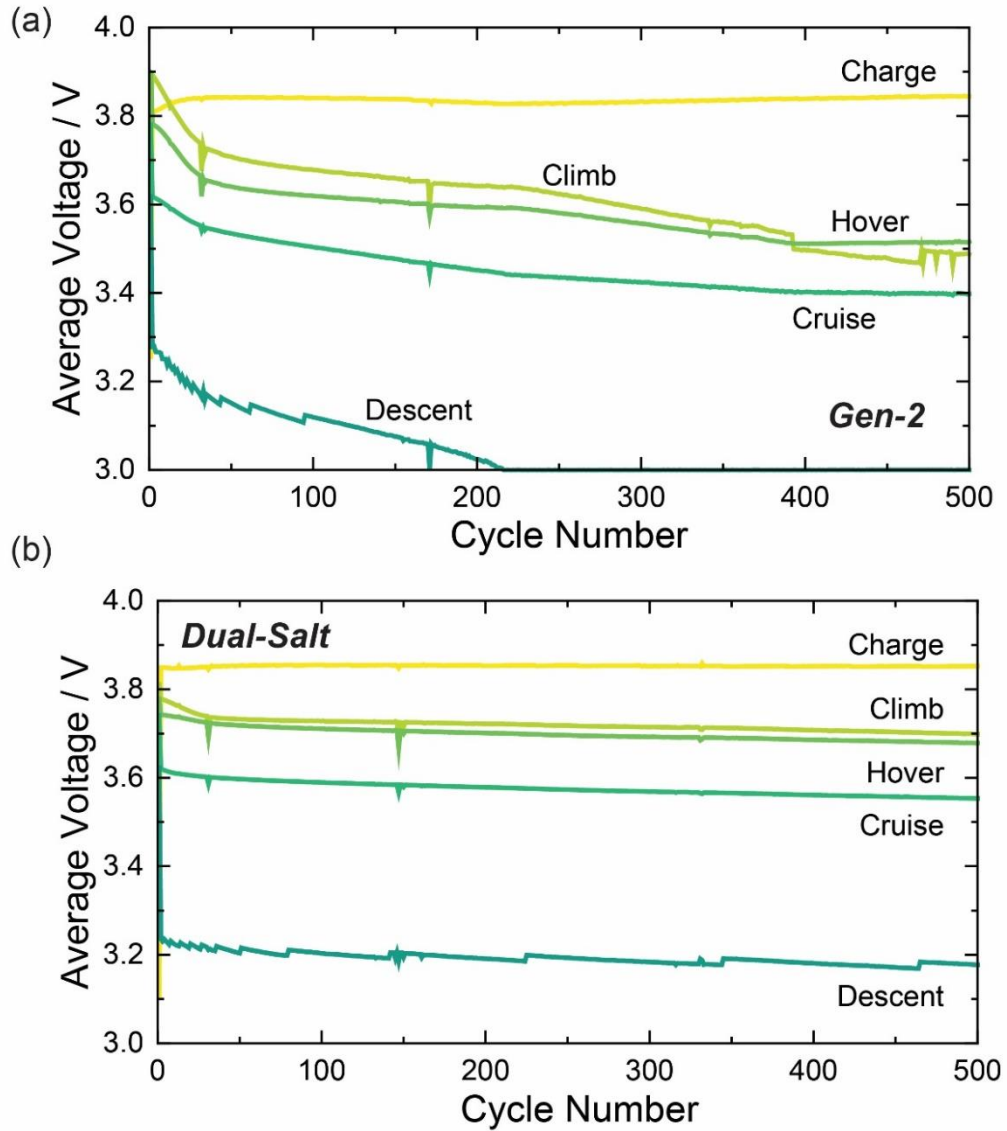 (a)
4.0
3.8
3.6
3.4
3.2
3.0
Average Voltage / V
Charge
Climb
Hover
Cruise
Descent
Gen-2
0
100
200
300
400
500
Cycle Number
(b)
4.0
3.8
3.6
3.4
3.2
3.0
Average Voltage / V
Dual-Salt
Charge
Climb
Hover
Cruise
Descent
0
100
200
300
400
500
Cycle Number